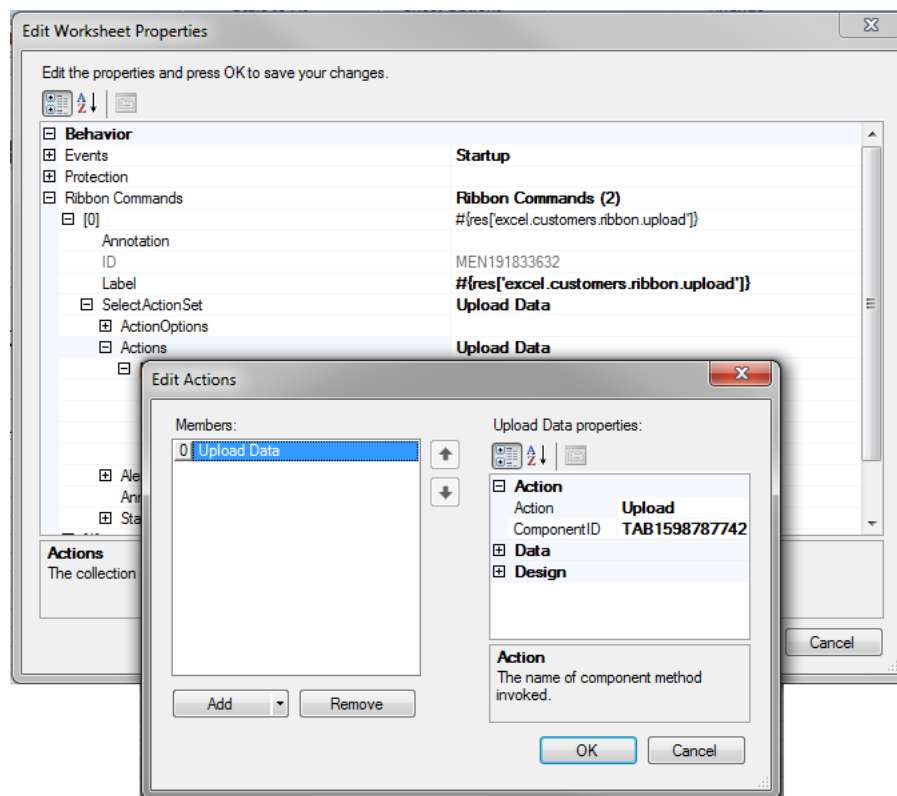 Edit Worksheet Properties
Edit the properties and press OK to save your changes.
Behavior
Events Startup
Protection
Ribbon Commands Ribbon Commands (2)
[0] #{res['excel.customers.ribbon.upload']}
Annotation
ID MEN191833632
Label #{res['excel.customers.ribbon.upload']}
SelectActionSet Upload Data
ActionOptions
Actions Upload Data
Edit Actions
Members: Upload Data properties:
0 Upload Data
Action
Action Upload
ComponentID TAB1598787742
Data
Design
Ale
Ann
Sta
Actions
The collection
Action
The name of component method
invoked.
Add Remove
OK Cancel
Cancel